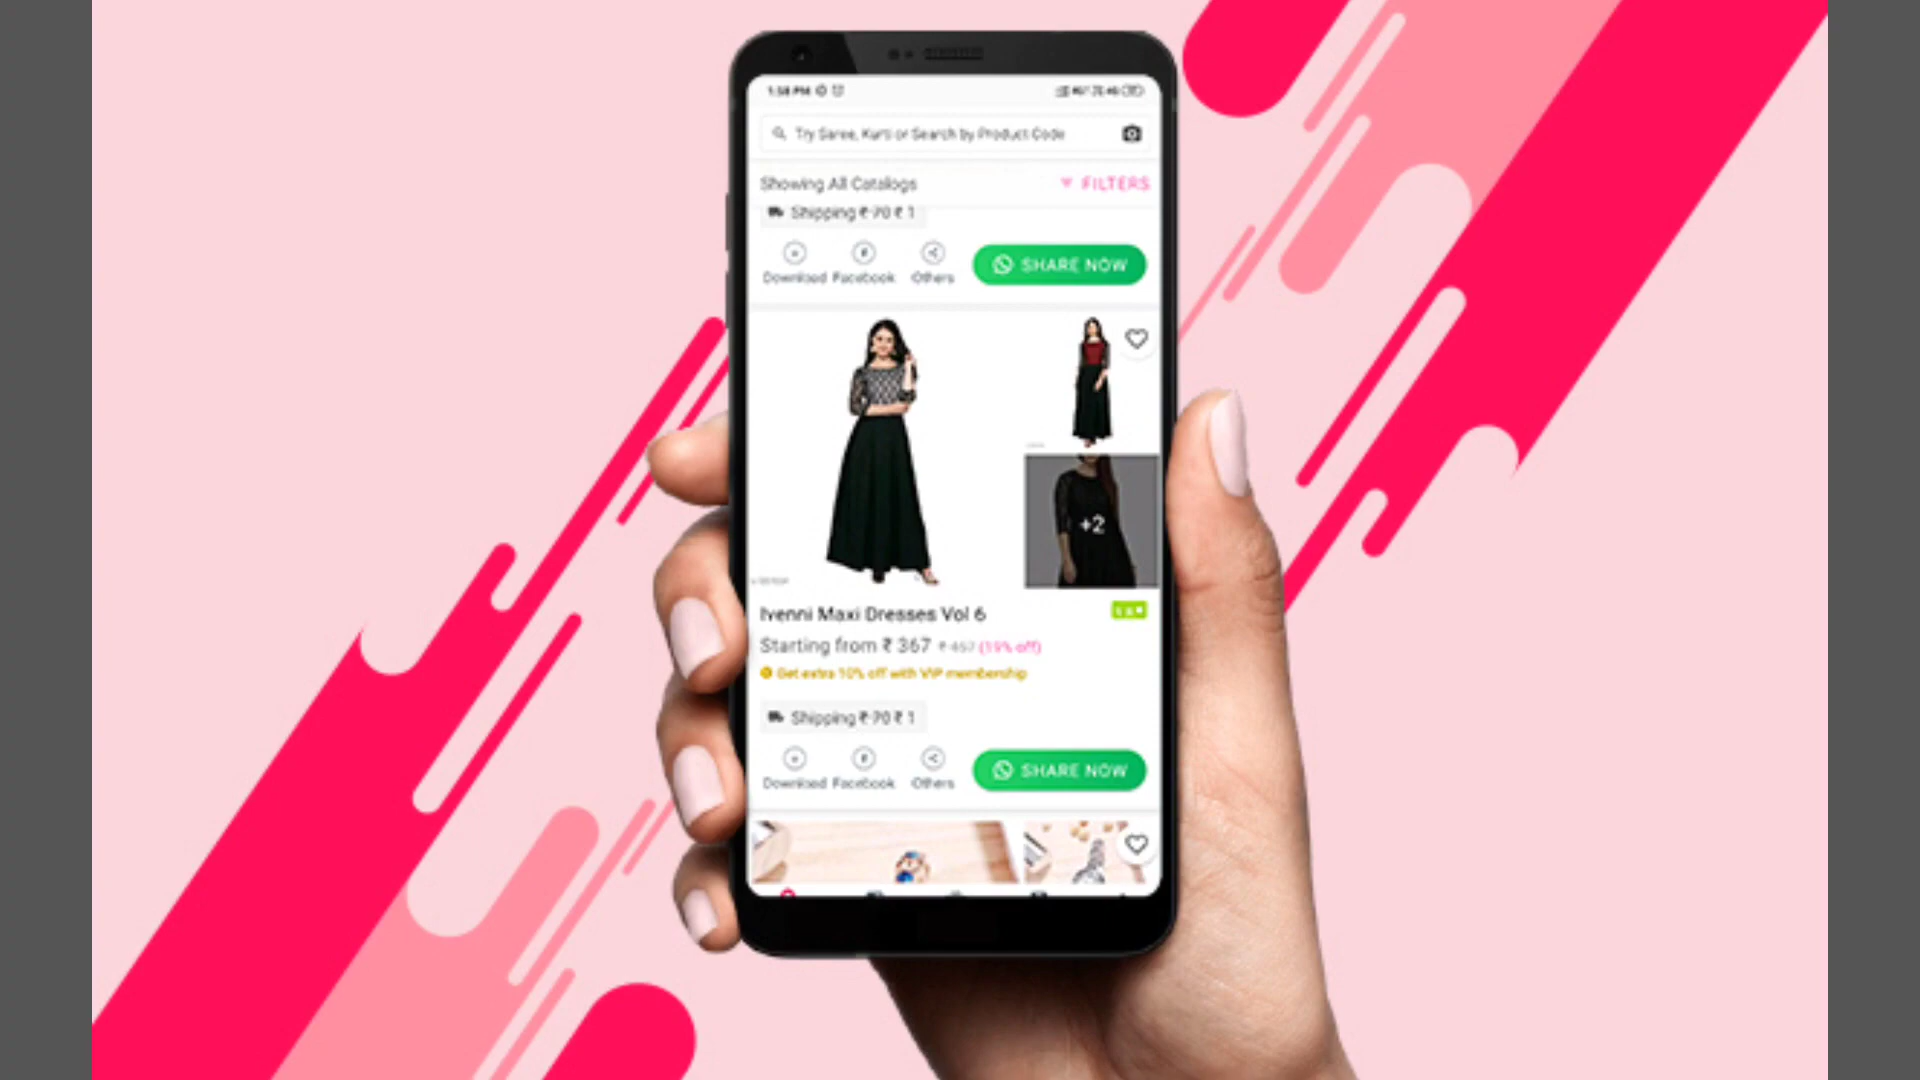 1:58 PM
Try Saree, Kurti or Search by Product Code
Showing All Catalogs
FILTERS
Shipping ₹ 70 ₹ 1
Download Facebook Others
SHARE NOW
+2
Ivenni Maxi Dresses Vol 6
Starting from ₹ 367 (19% off)
Get extra 10% off with VIP membership
Shipping ₹ 70 ₹ 1
Download Facebook Others
SHARE NOW